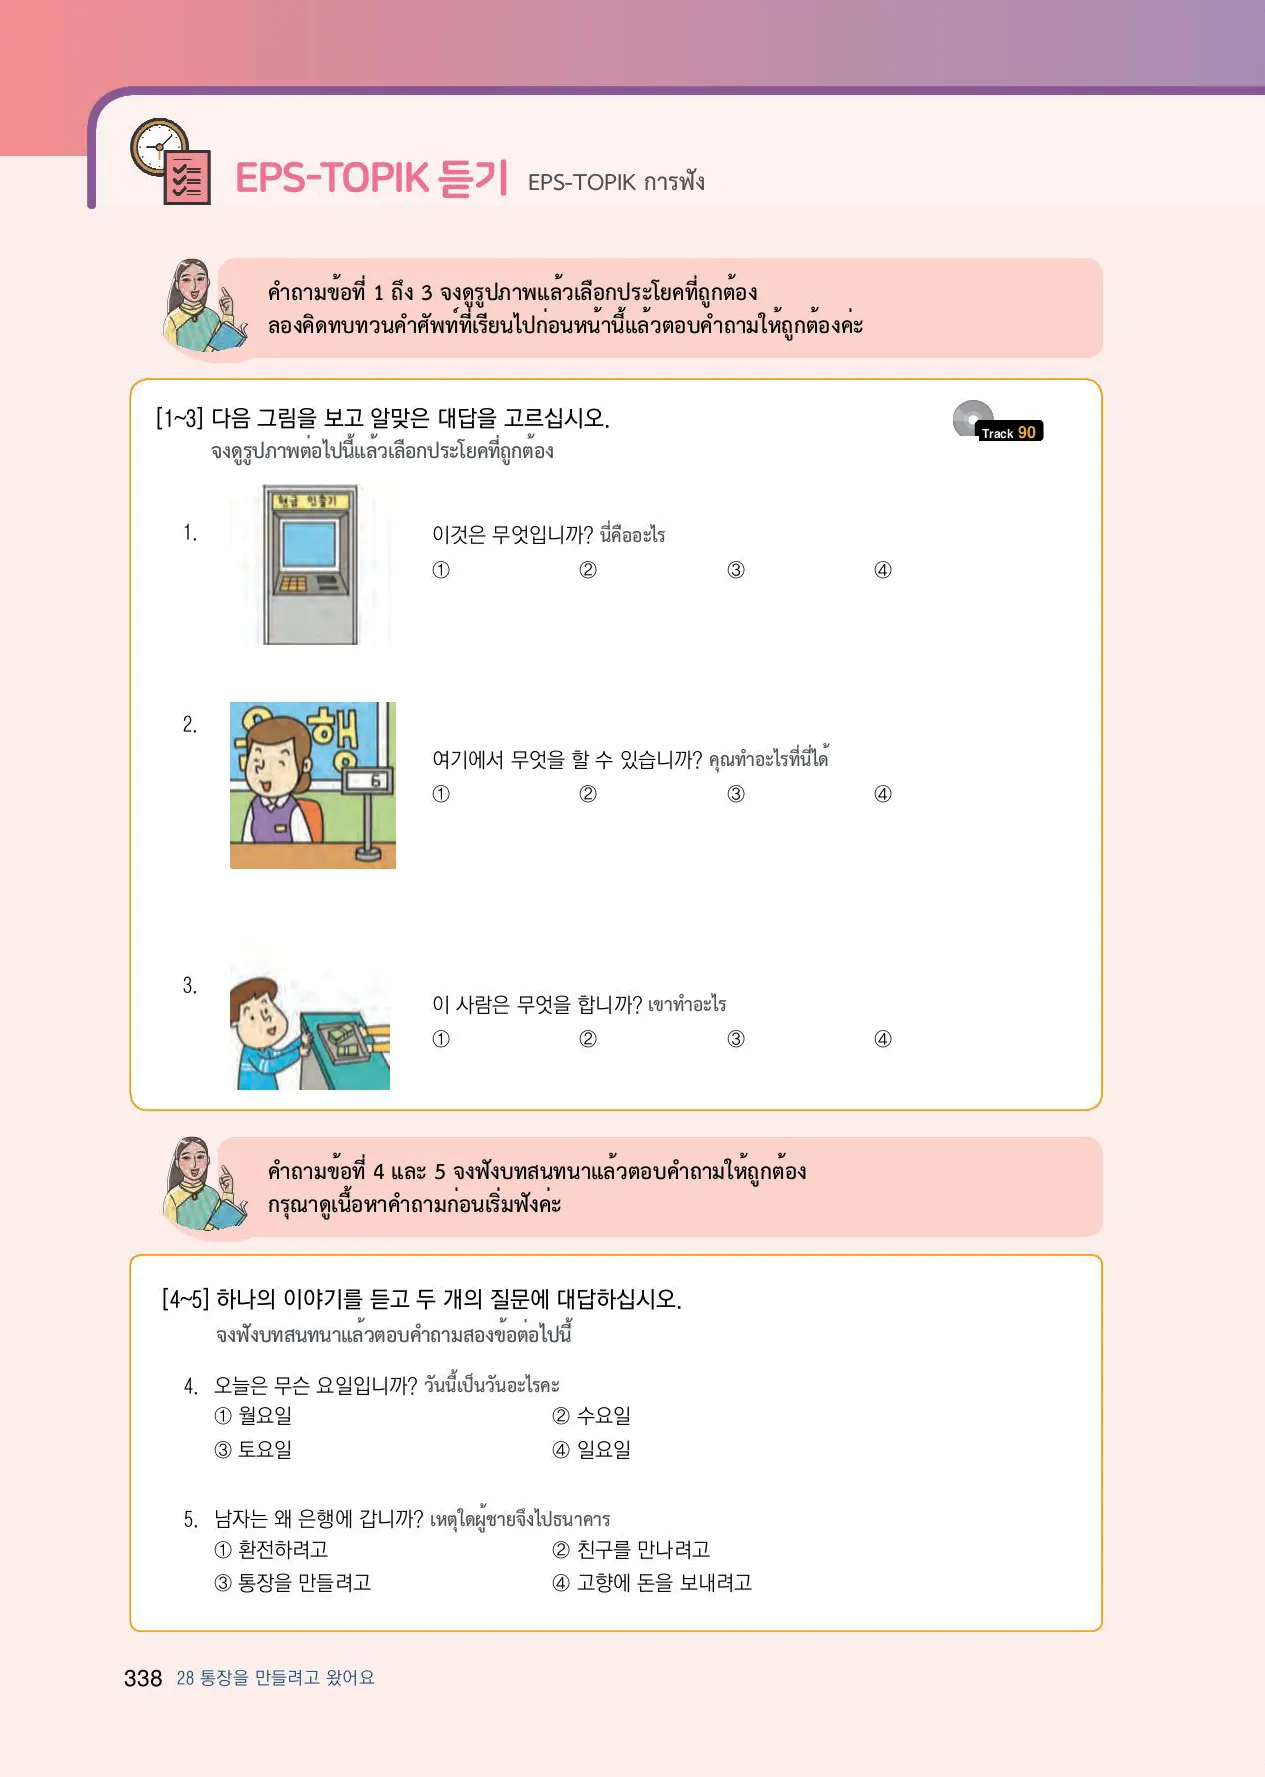 EPS-TOPIK 듣기 EPS-TOPIK การฟัง
คำถามข้อที่ 1 ถึง 3 จงดูรูปภาพแล้วเลือกประโยคที่ถูกต้อง
ลองคิดทบทวนคำศัพท์ที่เรียนไปก่อนหน้านี้แล้วตอบคำถามให้ถูกต้องค่ะ
[1~3] 다음 그림을 보고 알맞은 대답을 고르십시오.
Track 90
จงดูรูปภาพต่อไปนี้แล้วเลือกประโยคที่ถูกต้อง
현금 인출기
1. 이것은 무엇입니까? นี่คืออะไร
① ② ③ ④
은행
6
2. 여기에서 무엇을 할 수 있습니까? คุณทำอะไรที่นี่ได้
① ② ③ ④
3. 이 사람은 무엇을 합니까? เขาทำอะไร
① ② ③ ④
คำถามข้อที่ 4 และ 5 จงฟังบทสนทนาแล้วตอบคำถามให้ถูกต้อง
กรุณาดูเนื้อหาคำถามก่อนเริ่มฟังค่ะ
[4~5] 하나의 이야기를 듣고 두 개의 질문에 대답하십시오.
จงฟังบทสนทนาแล้วตอบคำถามสองข้อต่อไปนี้
4. 오늘은 무슨 요일입니까? วันนี้เป็นวันอะไรคะ
① 월요일 ② 수요일
③ 토요일 ④ 일요일
5. 남자는 왜 은행에 갑니까? เหตุใดผู้ชายจึงไปธนาคาร
① 환전하려고 ② 친구를 만나려고
③ 통장을 만들려고 ④ 고향에 돈을 보내려고
338 28 통장을 만들려고 왔어요